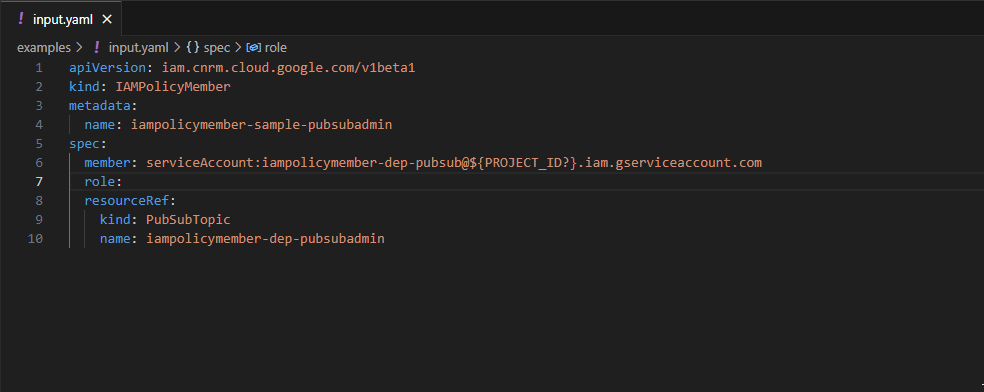 ! input.yaml ×
examples > ! input.yaml > {} spec > role
1 apiVersion: iam.cnrm.cloud.google.com/v1beta1
2 kind: IAMPolicyMember
3 metadata:
4   name: iampolicymember-sample-pubsubadmin
5 spec:
6   member: serviceAccount:iampolicymember-dep-pubsub@${PROJECT_ID?}.iam.gserviceaccount.com
7   role:
8   resourceRef:
9     kind: PubSubTopic
10     name: iampolicymember-dep-pubsubadmin